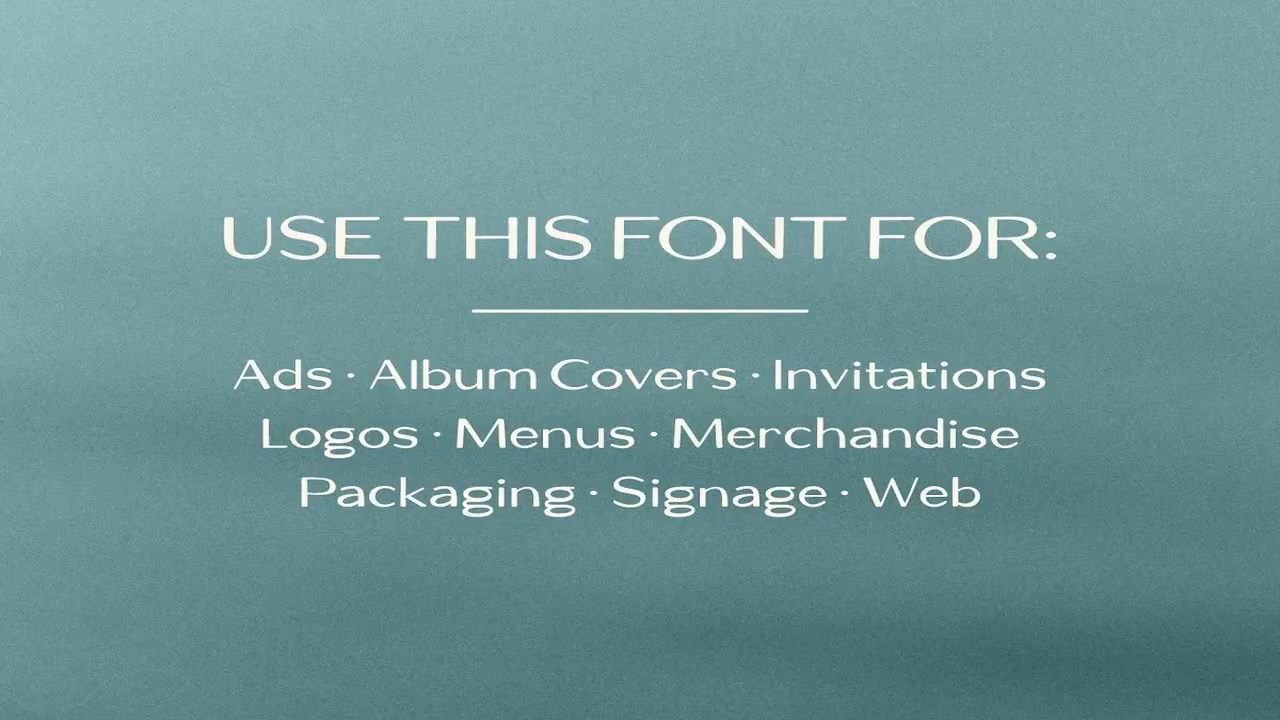 USE THIS FONT FOR:
Ads · Album Covers · Invitations
Logos · Menus · Merchandise
Packaging · Signage · Web